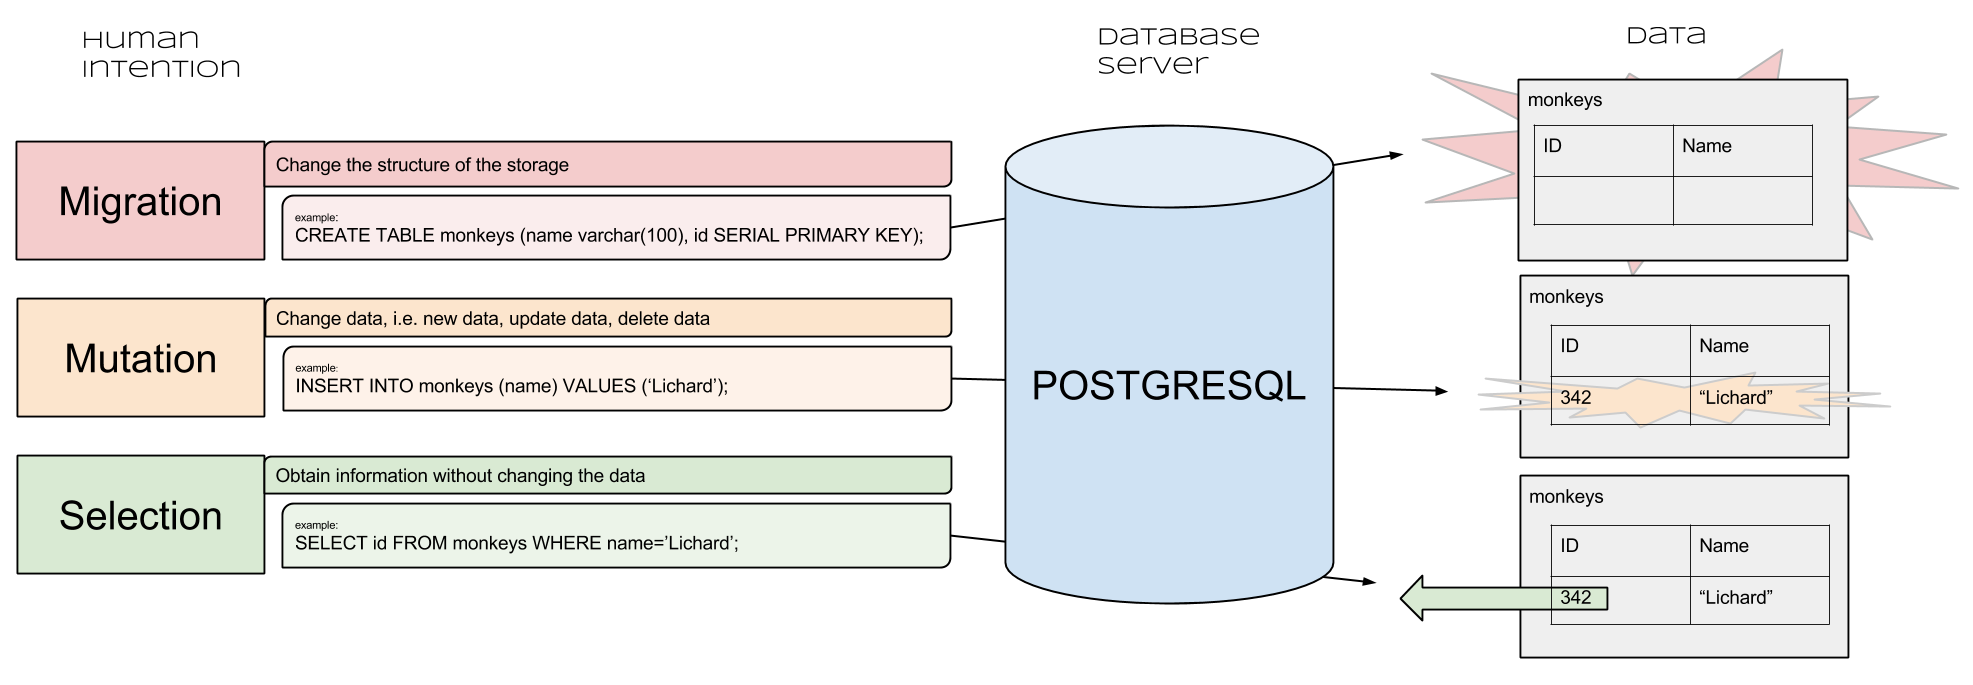 Human
Intention
Database
Server
Data
Migration
Change the structure of the storage
example:
CREATE TABLE monkeys (name varchar(100), id SERIAL PRIMARY KEY);
Mutation
Change data, i.e. new data, update data, delete data
example:
INSERT INTO monkeys (name) VALUES (‘Lichard’);
Selection
Obtain information without changing the data
example:
SELECT id FROM monkeys WHERE name=’Lichard’;
POSTGRESQL
monkeys
ID Name
monkeys
ID Name
342 “Lichard”
monkeys
ID Name
342 “Lichard”